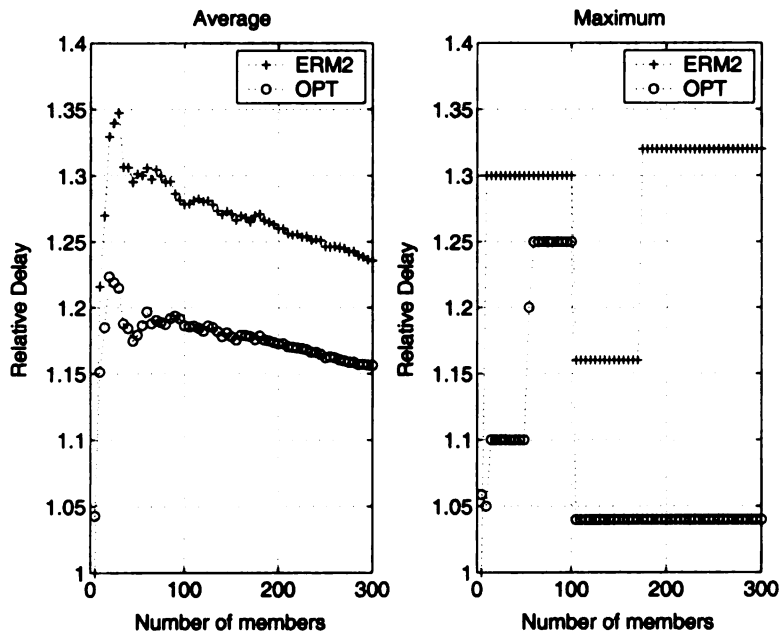 Average
Relative Delay
1.4
1.35
1.3
1.25
1.2
1.15
1.1
1.05
1
0
100
200
300
Number of members
ERM2
OPT
Maximum
Relative Delay
1.4
1.35
1.3
1.25
1.2
1.15
1.1
1.05
1
0
100
200
300
Number of members
ERM2
OPT